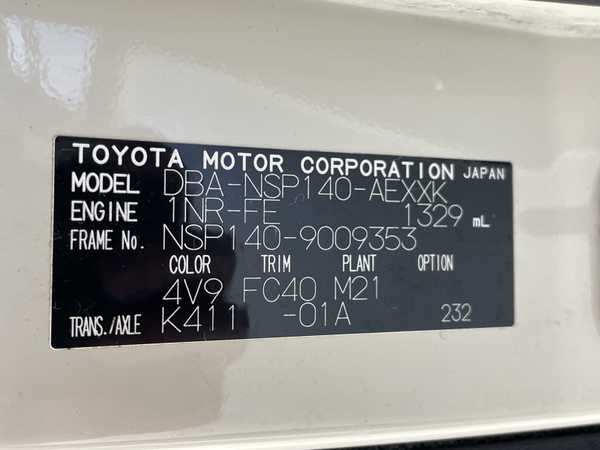 TOYOTA MOTOR CORPORATION JAPAN
MODEL DBA-NSP140-AEXXK
ENGINE 1NR-FE 1329 mL
FRAME No. NSP140-9009353
COLOR TRIM PLANT OPTION
4V9 FC40 M21
TRANS./AXLE K411 -01A 232